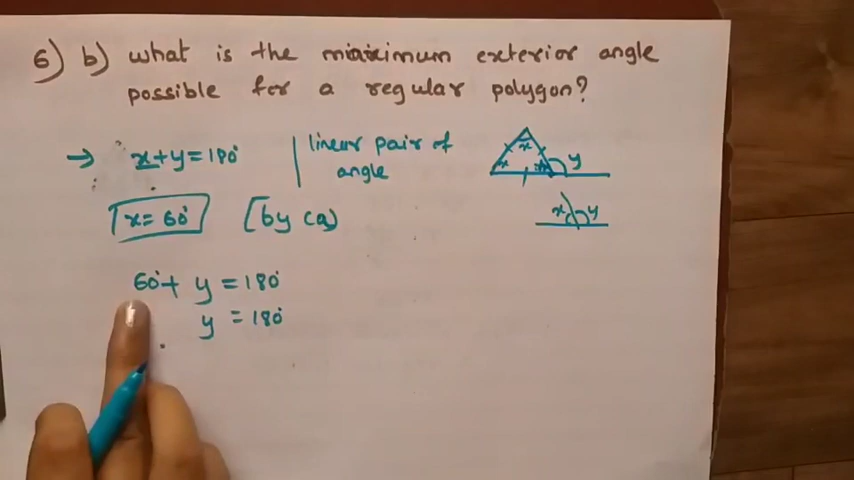 6) b) what is the maximum exterior angle
possible for a regular polygon?
→ x+y=180° | linear pair of
angle
x x y
x=60° [by (a)
x y
60°+ y =180°
y =180°